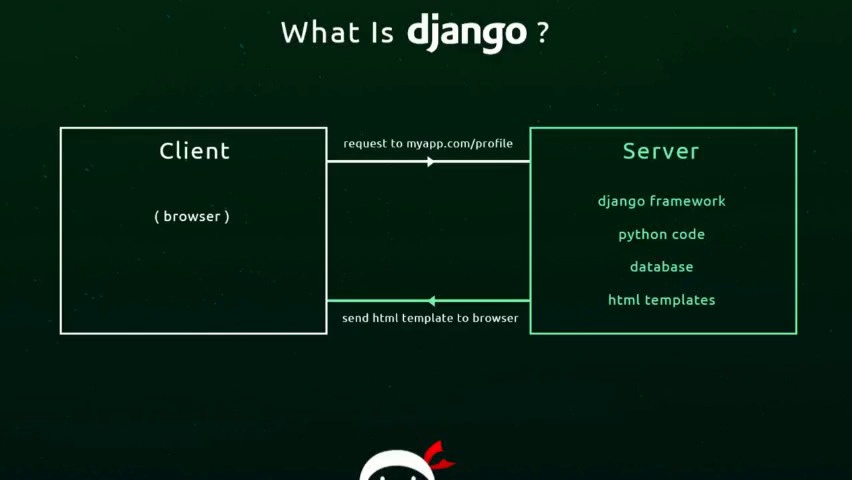 What Is django ?
Client
( browser )
request to myapp.com/profile
send html template to browser
Server
django framework
python code
database
html templates